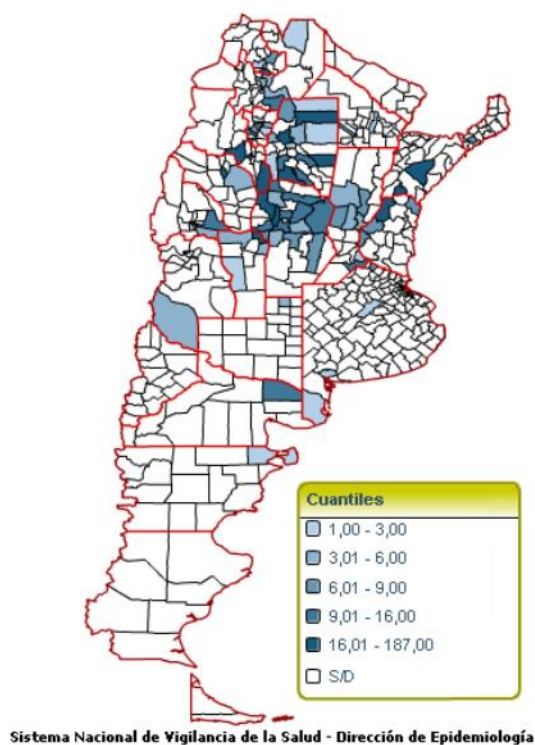 Cuantiles
1,00 - 3,00
3,01 - 6,00
6,01 - 9,00
9,01 - 16,00
16,01 - 187,00
S/D
Sistema Nacional de Vigilancia de la Salud - Dirección de Epidemiología